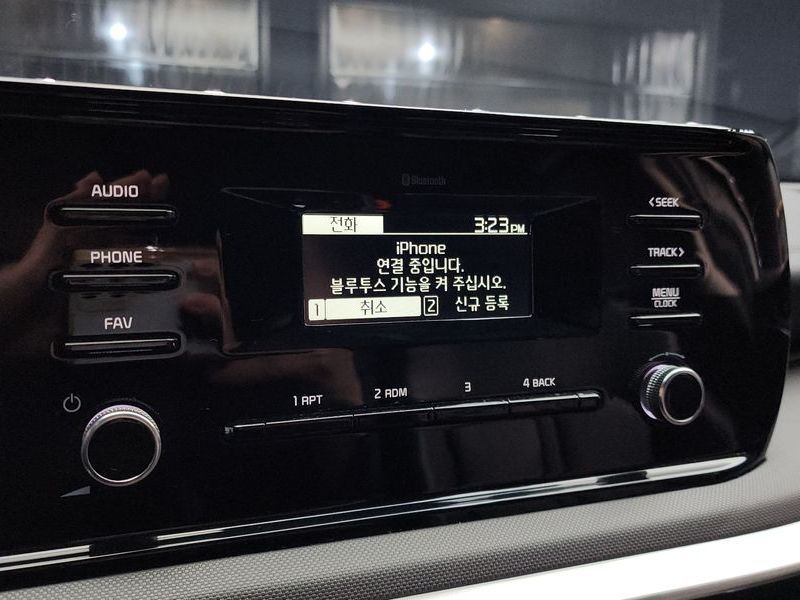 Bluetooth
AUDIO
PHONE
FAV
전화 3:23 PM
iPhone
연결 중입니다.
블루투스 기능을 켜 주십시오.
1 취소 2 신규 등록
<SEEK
TRACK>
MENU
CLOCK
1 RPT
2 RDM
3
4 BACK